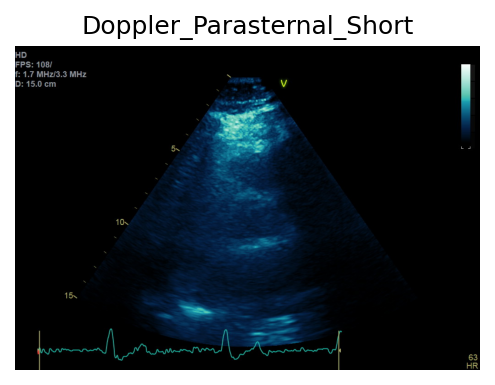 Doppler_Parasternal_Short
HD
FPS: 108/
f: 1.7 MHz/3.3 MHz
D: 15.0 cm
V
5
10
15
63
HR